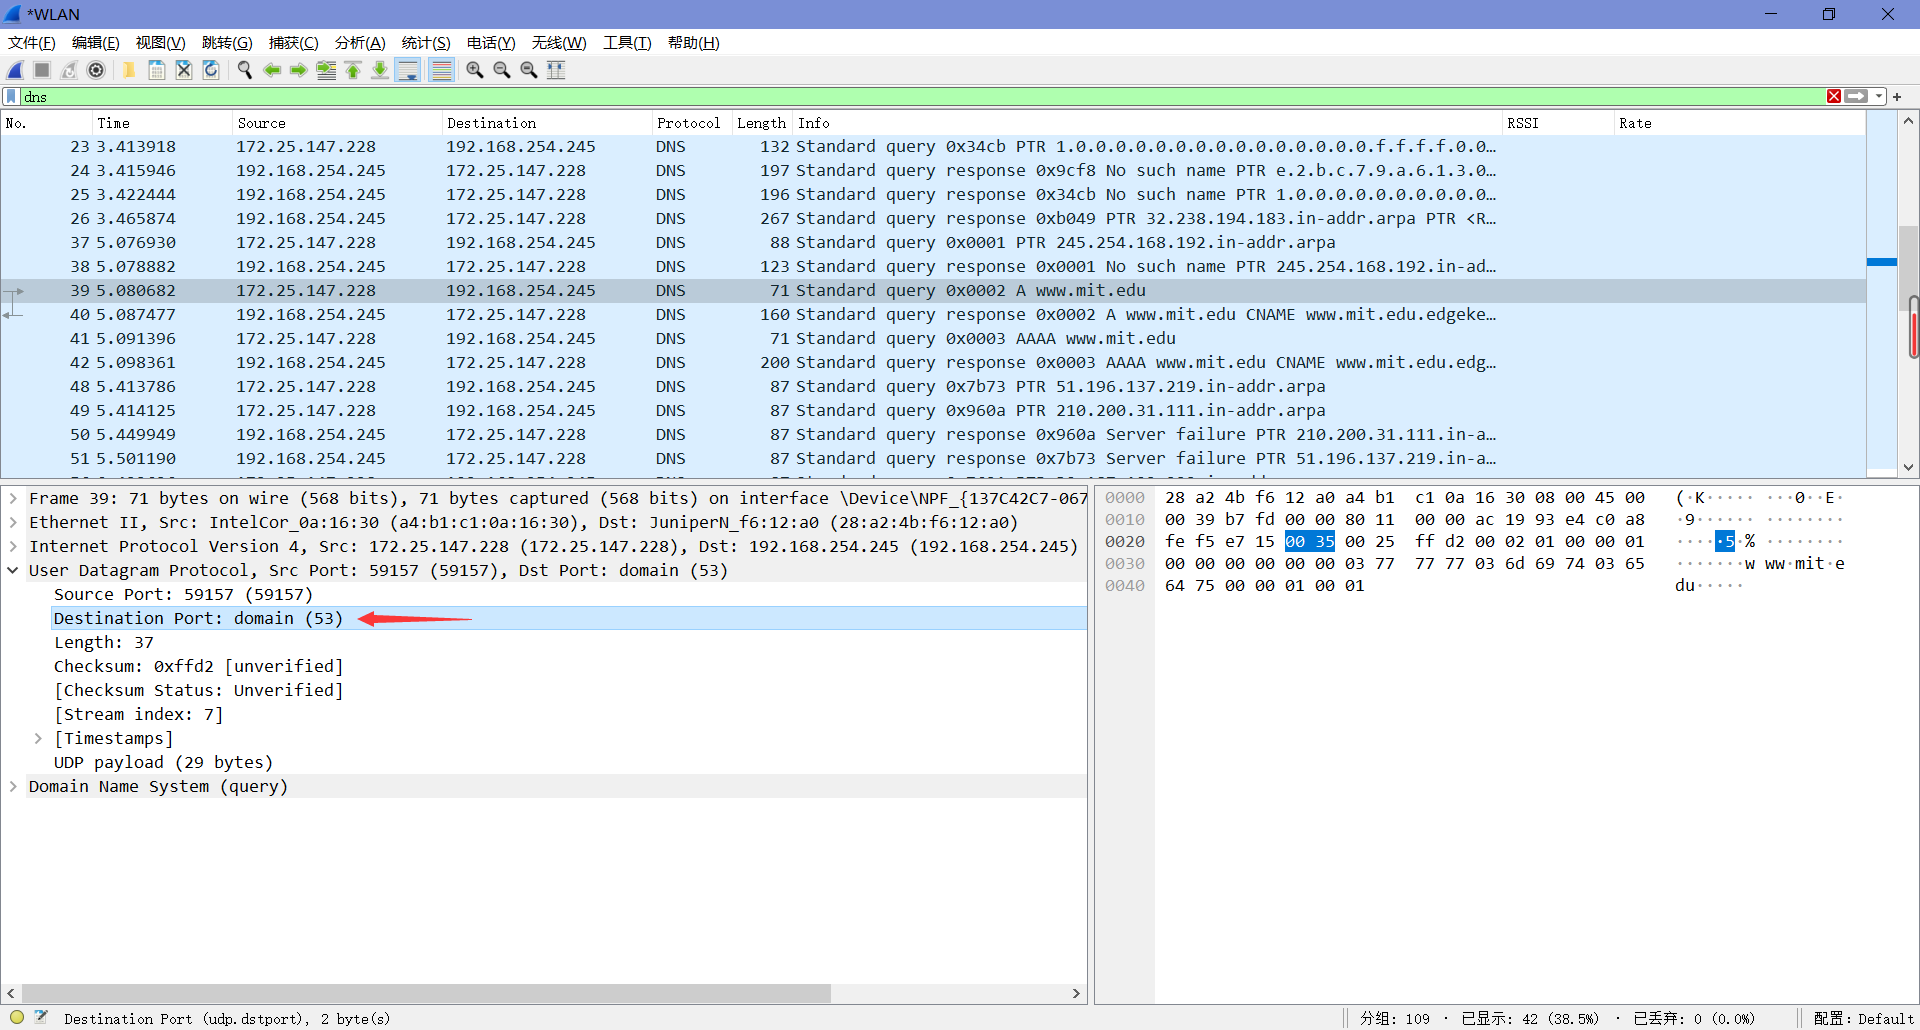 *WLAN
文件(F) 编辑(E) 视图(V) 跳转(G) 捕获(C) 分析(A) 统计(S) 电话(Y) 无线(W) 工具(T) 帮助(H)
dns
No. Time Source Destination Protocol Length Info RSSI Rate
23 3.413918 172.25.147.228 192.168.254.245 DNS 132 Standard query 0x34cb PTR 1.0.0.0.0.0.0.0.0.0.0.0.0.0.0.0.f.f.f.f.0.0…
24 3.415946 192.168.254.245 172.25.147.228 DNS 197 Standard query response 0x9cf8 No such name PTR e.2.b.c.7.9.a.6.1.3.0…
25 3.422444 192.168.254.245 172.25.147.228 DNS 196 Standard query response 0x34cb No such name PTR 1.0.0.0.0.0.0.0.0.0.0…
26 3.465874 192.168.254.245 172.25.147.228 DNS 267 Standard query response 0xb049 PTR 32.238.194.183.in-addr.arpa PTR <R…
37 5.076930 172.25.147.228 192.168.254.245 DNS 88 Standard query 0x0001 PTR 245.254.168.192.in-addr.arpa
38 5.078882 192.168.254.245 172.25.147.228 DNS 123 Standard query response 0x0001 No such name PTR 245.254.168.192.in-ad…
39 5.080682 172.25.147.228 192.168.254.245 DNS 71 Standard query 0x0002 A www.mit.edu
40 5.087477 192.168.254.245 172.25.147.228 DNS 160 Standard query response 0x0002 A www.mit.edu CNAME www.mit.edu.edgeke…
41 5.091396 172.25.147.228 192.168.254.245 DNS 71 Standard query 0x0003 AAAA www.mit.edu
42 5.098361 192.168.254.245 172.25.147.228 DNS 200 Standard query response 0x0003 AAAA www.mit.edu CNAME www.mit.edu.edg…
48 5.413786 172.25.147.228 192.168.254.245 DNS 87 Standard query 0x7b73 PTR 51.196.137.219.in-addr.arpa
49 5.414125 172.25.147.228 192.168.254.245 DNS 87 Standard query 0x960a PTR 210.200.31.111.in-addr.arpa
50 5.449949 192.168.254.245 172.25.147.228 DNS 87 Standard query response 0x960a Server failure PTR 210.200.31.111.in-a…
51 5.501190 192.168.254.245 172.25.147.228 DNS 87 Standard query response 0x7b73 Server failure PTR 51.196.137.219.in-a…
Frame 39: 71 bytes on wire (568 bits), 71 bytes captured (568 bits) on interface \Device\NPF_{137C42C7-067
Ethernet II, Src: IntelCor_0a:16:30 (a4:b1:c1:0a:16:30), Dst: JuniperN_f6:12:a0 (28:a2:4b:f6:12:a0)
Internet Protocol Version 4, Src: 172.25.147.228 (172.25.147.228), Dst: 192.168.254.245 (192.168.254.245)
User Datagram Protocol, Src Port: 59157 (59157), Dst Port: domain (53)
Source Port: 59157 (59157)
Destination Port: domain (53)
Length: 37
Checksum: 0xffd2 [unverified]
[Checksum Status: Unverified]
[Stream index: 7]
[Timestamps]
UDP payload (29 bytes)
Domain Name System (query)
0000 28 a2 4b f6 12 a0 a4 b1 c1 0a 16 30 08 00 45 00 (·K····· ···0··E·
0010 00 39 b7 fd 00 00 80 11 00 00 ac 19 93 e4 c0 a8 ·9······ ········
0020 fe f5 e7 15 00 35 00 25 ff d2 00 02 01 00 00 01 ·····5·% ········
0030 00 00 00 00 00 00 03 77 77 77 03 6d 69 74 03 65 ·······w ww·mit·e
0040 64 75 00 00 01 00 01 du·····
Destination Port (udp.dstport), 2 byte(s)
分组: 109 · 已显示: 42 (38.5%) · 已丢弃: 0 (0.0%)
配置: Default